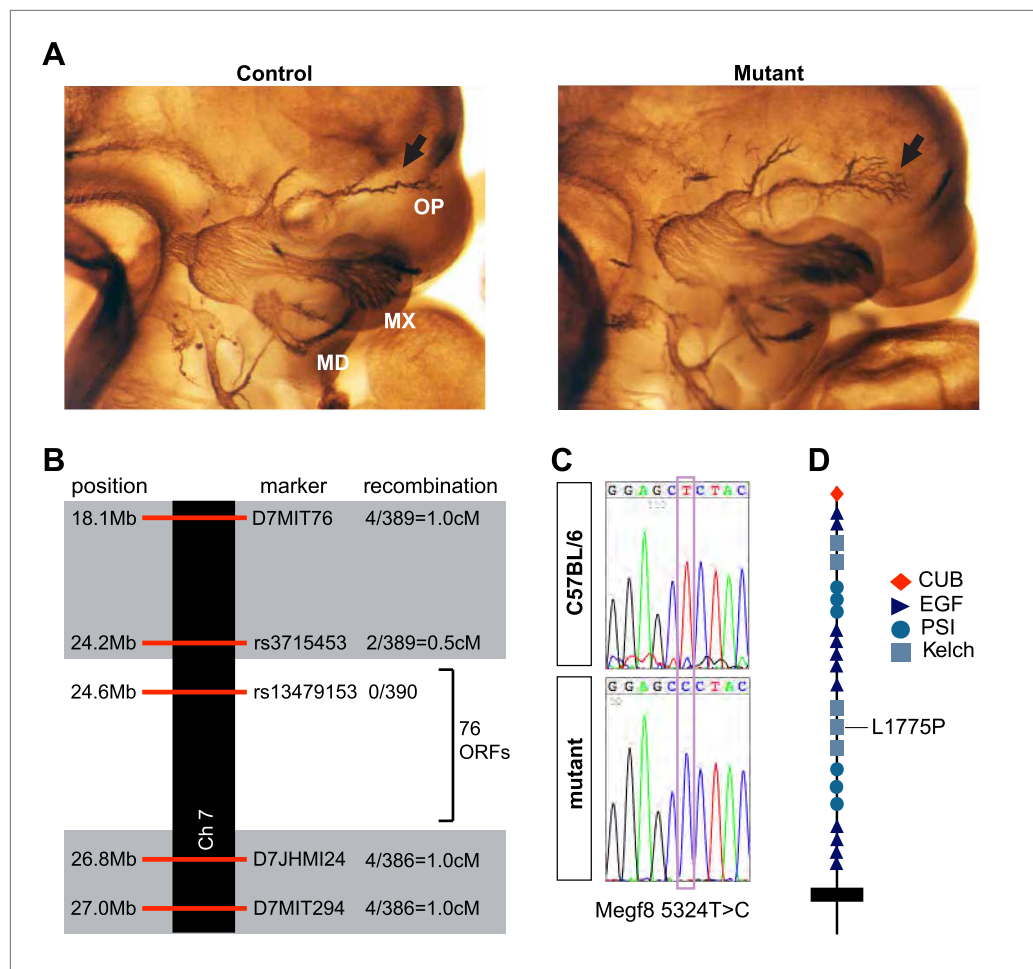 A
Control
Mutant
OP
MX
MD
B
position
marker
recombination
18.1Mb
D7MIT76
4/389=1.0cM
24.2Mb
rs3715453
2/389=0.5cM
24.6Mb
rs13479153
0/390
76
ORFs
Ch 7
26.8Mb
D7JHMI24
4/386=1.0cM
27.0Mb
D7MIT294
4/386=1.0cM
C
C57BL/6
G G A G C T C T A C
mutant
G G A G C C C T A C
Megf8 5324T>C
D
CUB
EGF
PSI
Kelch
L1775P